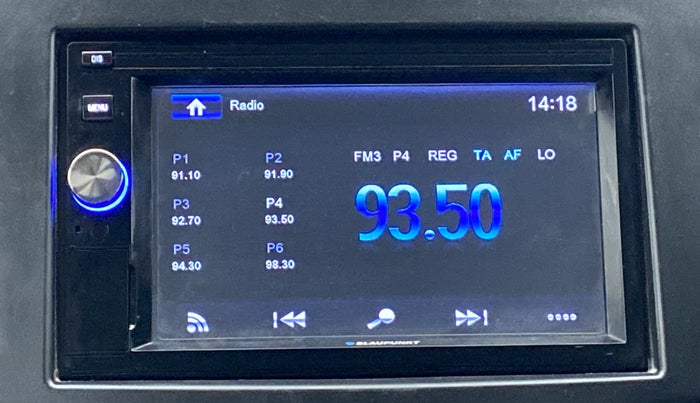 DIS
MENU
Radio
14:18
FM3 P4 REG TA AF LO
P1
91.10
P2
91.90
P3
92.70
P4
93.50
P5
94.30
P6
98.30
93.50
BLAUPUNKT